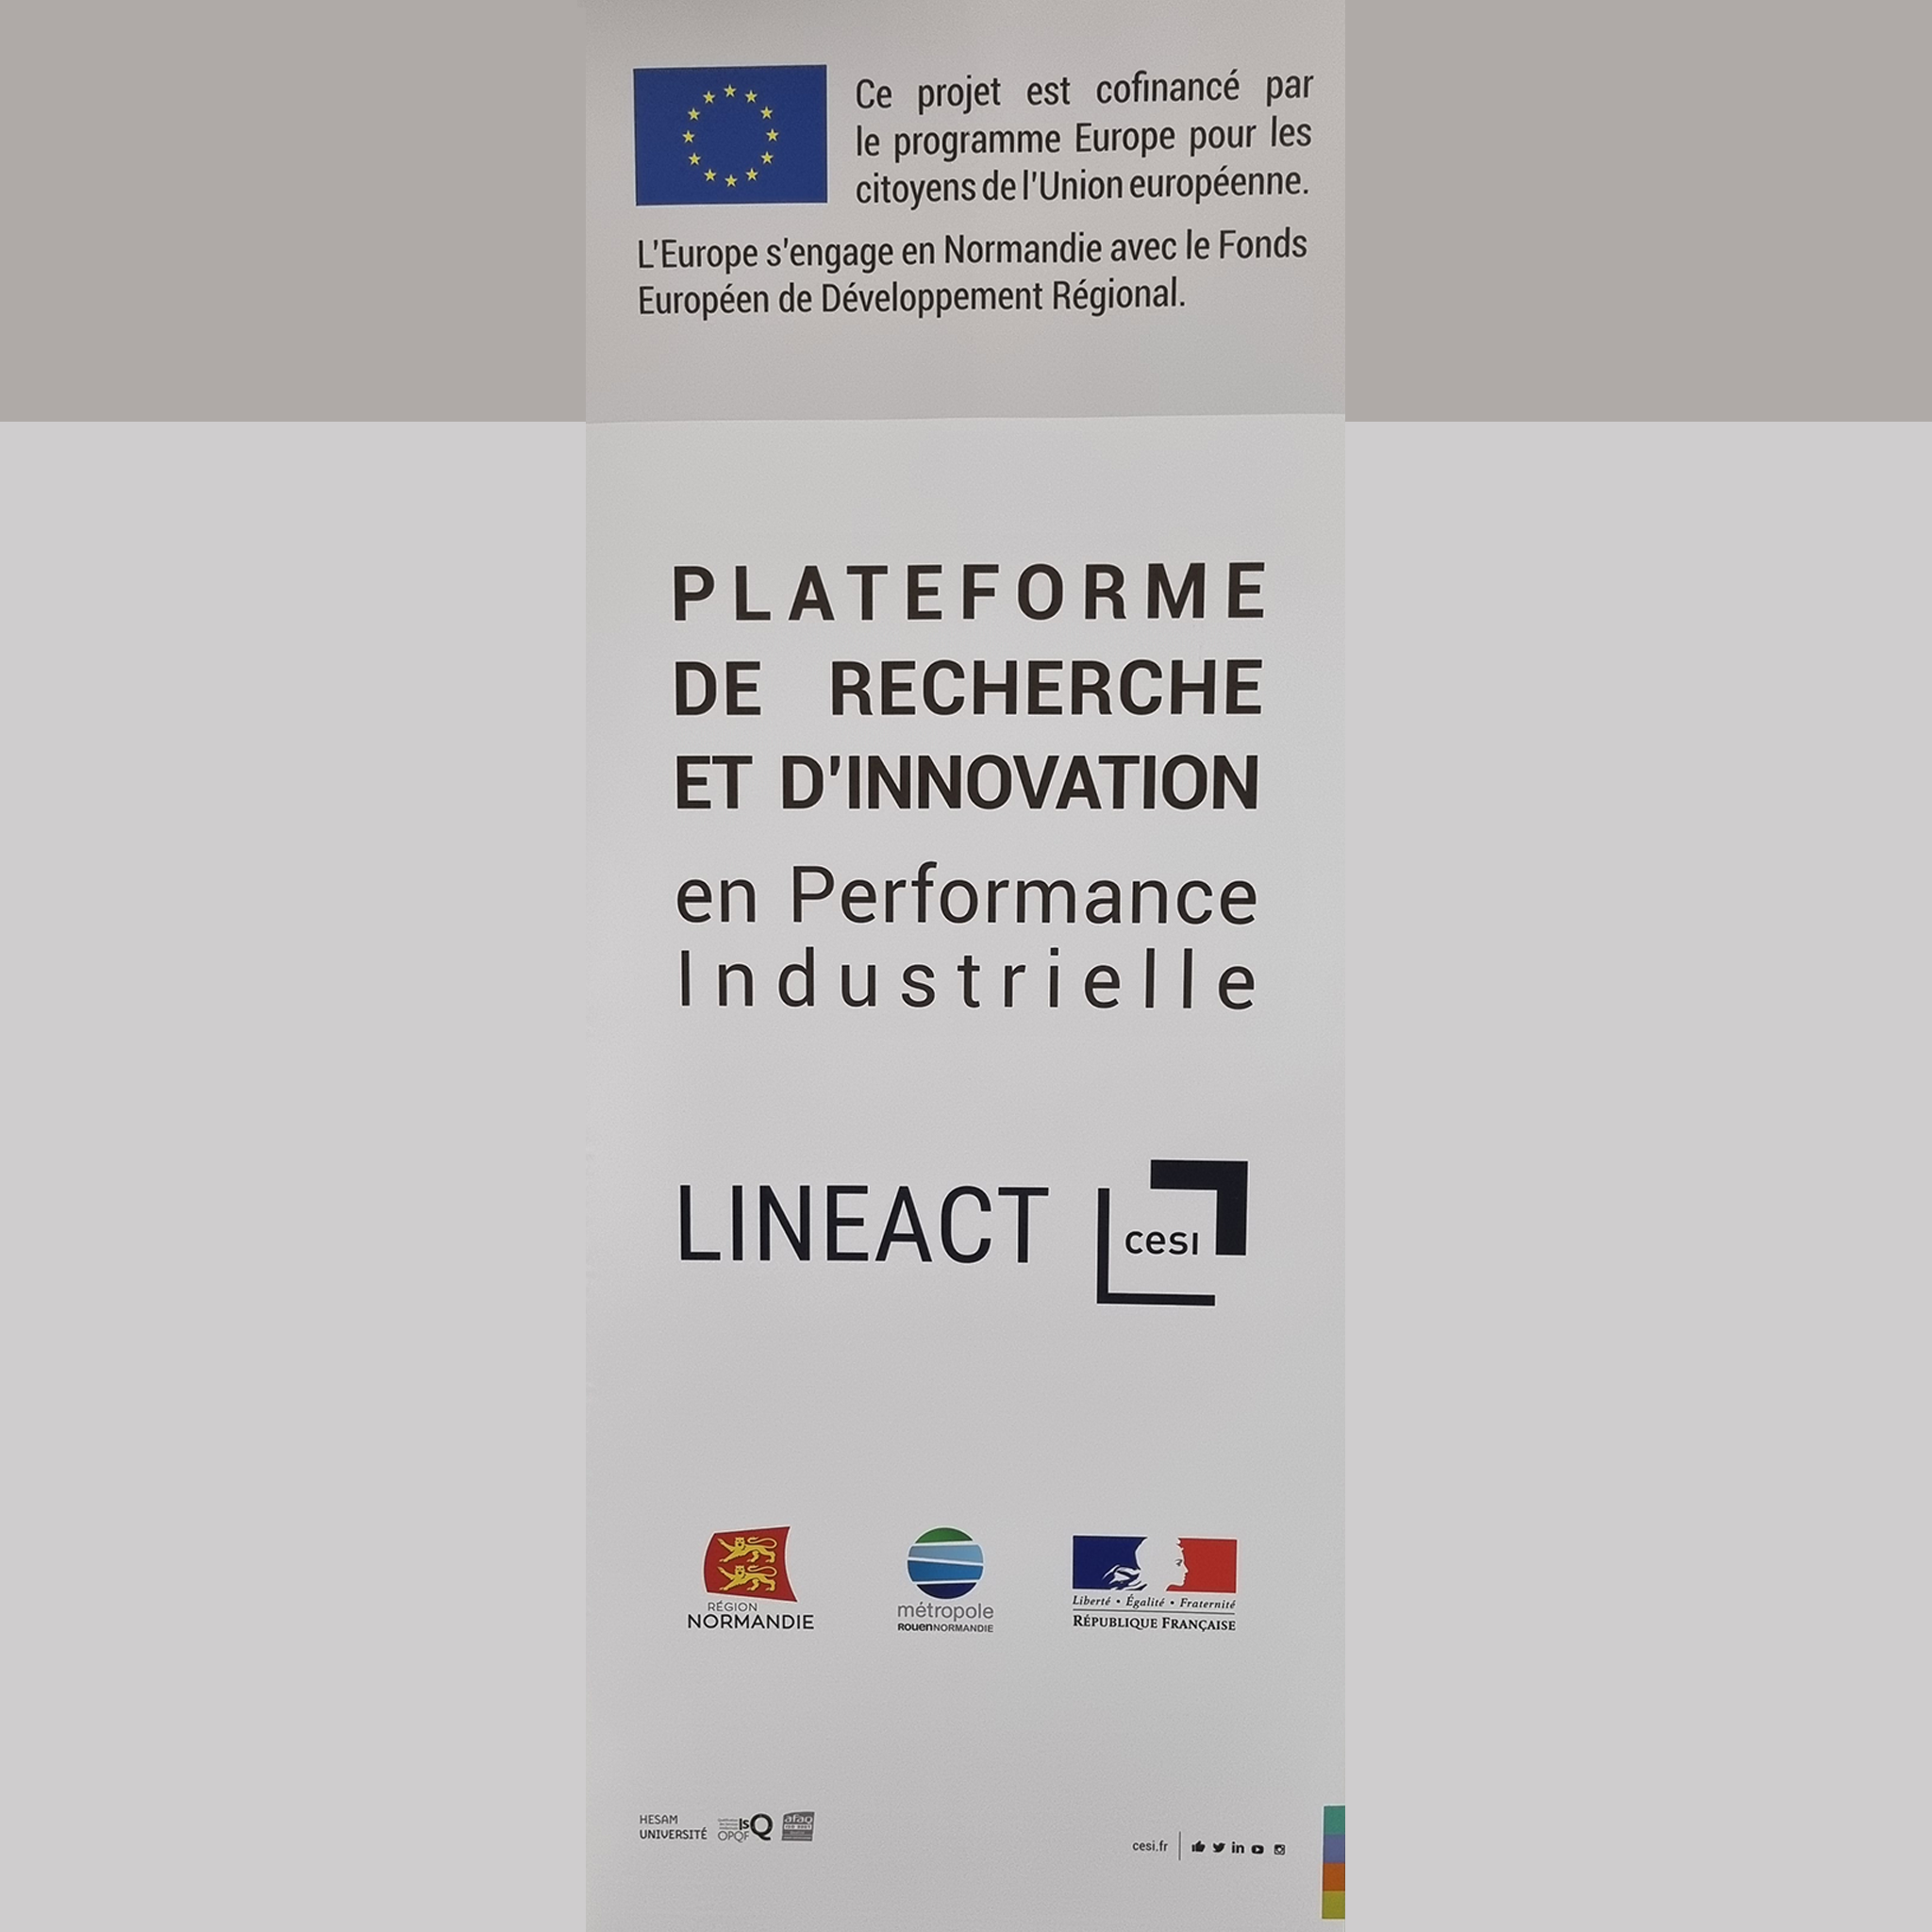 Ce projet est cofinancé par
le programme Europe pour les
citoyens de l'Union européenne.
L'Europe s'engage en Normandie avec le Fonds
Européen de Développement Régional.
PLATEFORME
DE RECHERCHE
ET D'INNOVATION
en Performance
Industrielle
LINEACT
cesi
RÉGION
NORMANDIE
métropole
RouenNORMANDIE
Liberté • Égalité • Fraternité
RÉPUBLIQUE FRANÇAISE
HESAM
UNIVERSITÉ
isQ
OPQF
afaq
cesi.fr
in